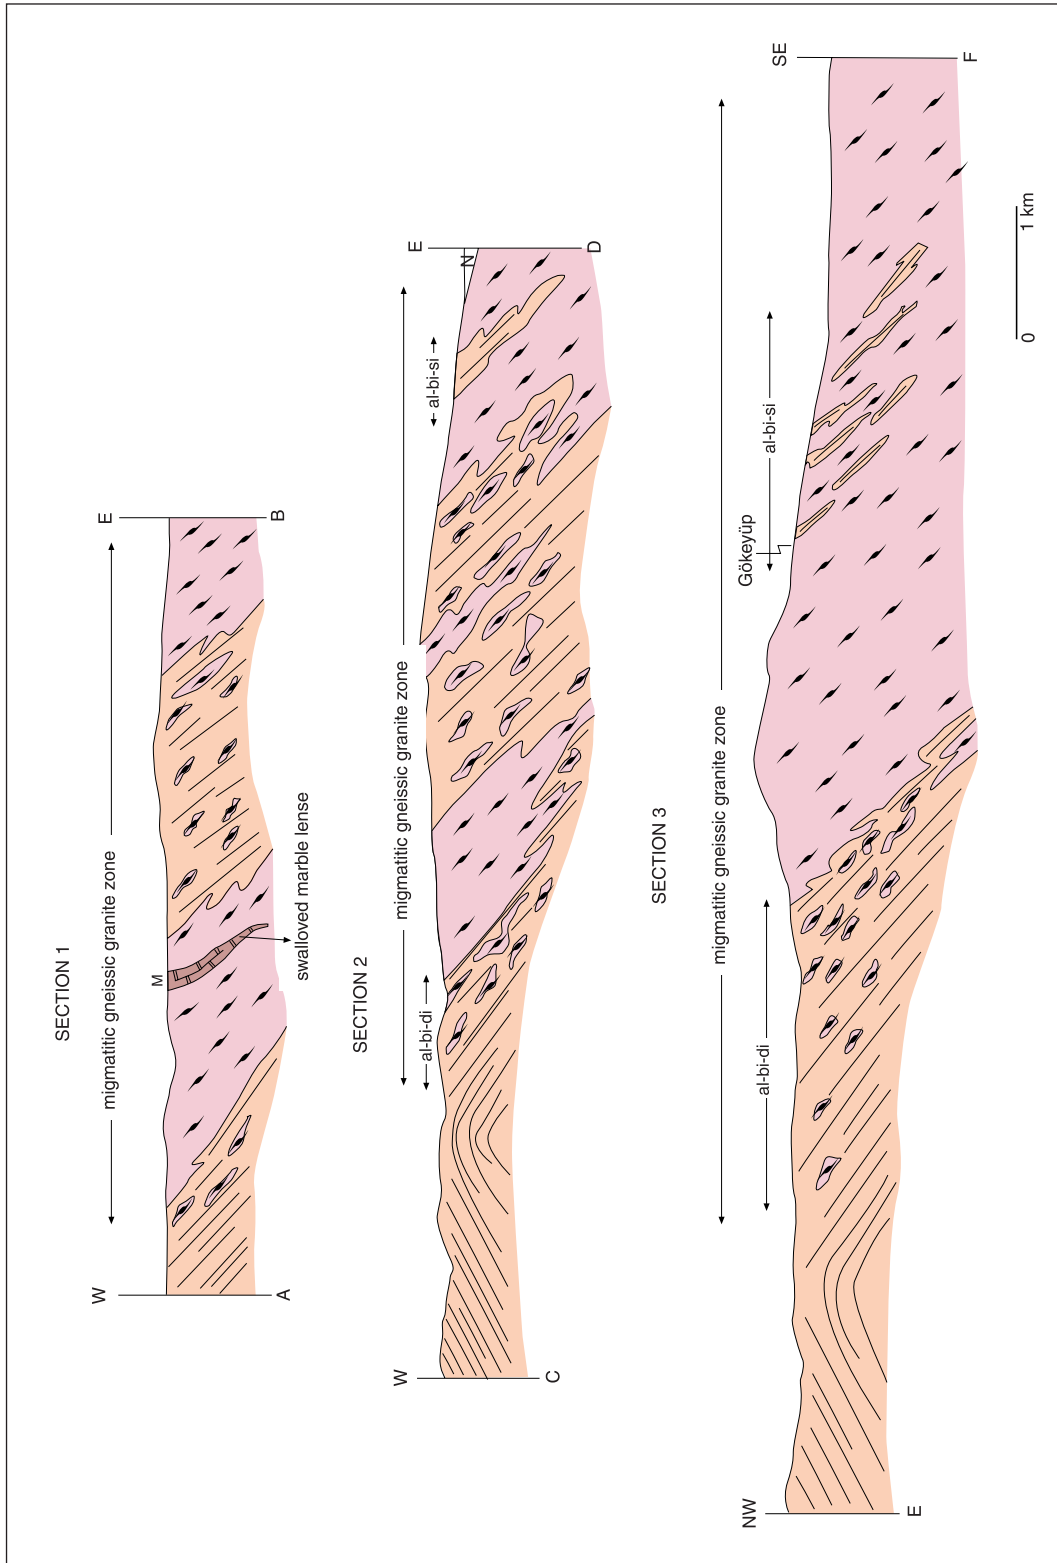 SECTION 1
W
E
migmatitic gneissic granite zone
M
swalloved marble lense
A
B
SECTION 2
W
E
migmatitic gneissic granite zone
al-bi-di
al-bi-si
N
C
D
SECTION 3
NW
SE
migmatitic gneissic granite zone
Gökeyüp
al-bi-di
al-bi-si
E
F
0
1 km